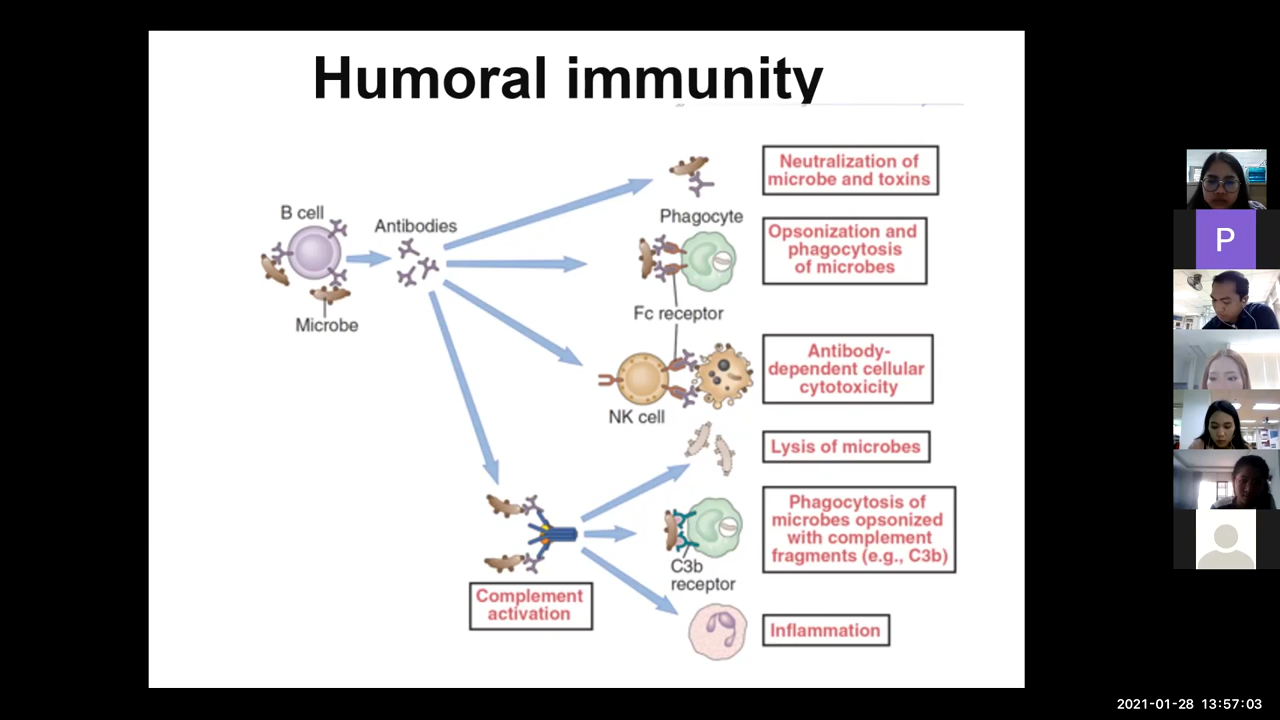 Humoral immunity
Neutralization of
microbe and toxins
B cell
Antibodies
Phagocyte
Opsonization and
phagocytosis
of microbes
Microbe
Fc receptor
Antibody-
dependent cellular
cytotoxicity
NK cell
Lysis of microbes
Phagocytosis of
microbes opsonized
with complement
fragments (e.g., C3b)
C3b
receptor
Complement
activation
Inflammation
P
2021-01-28 13:57:03